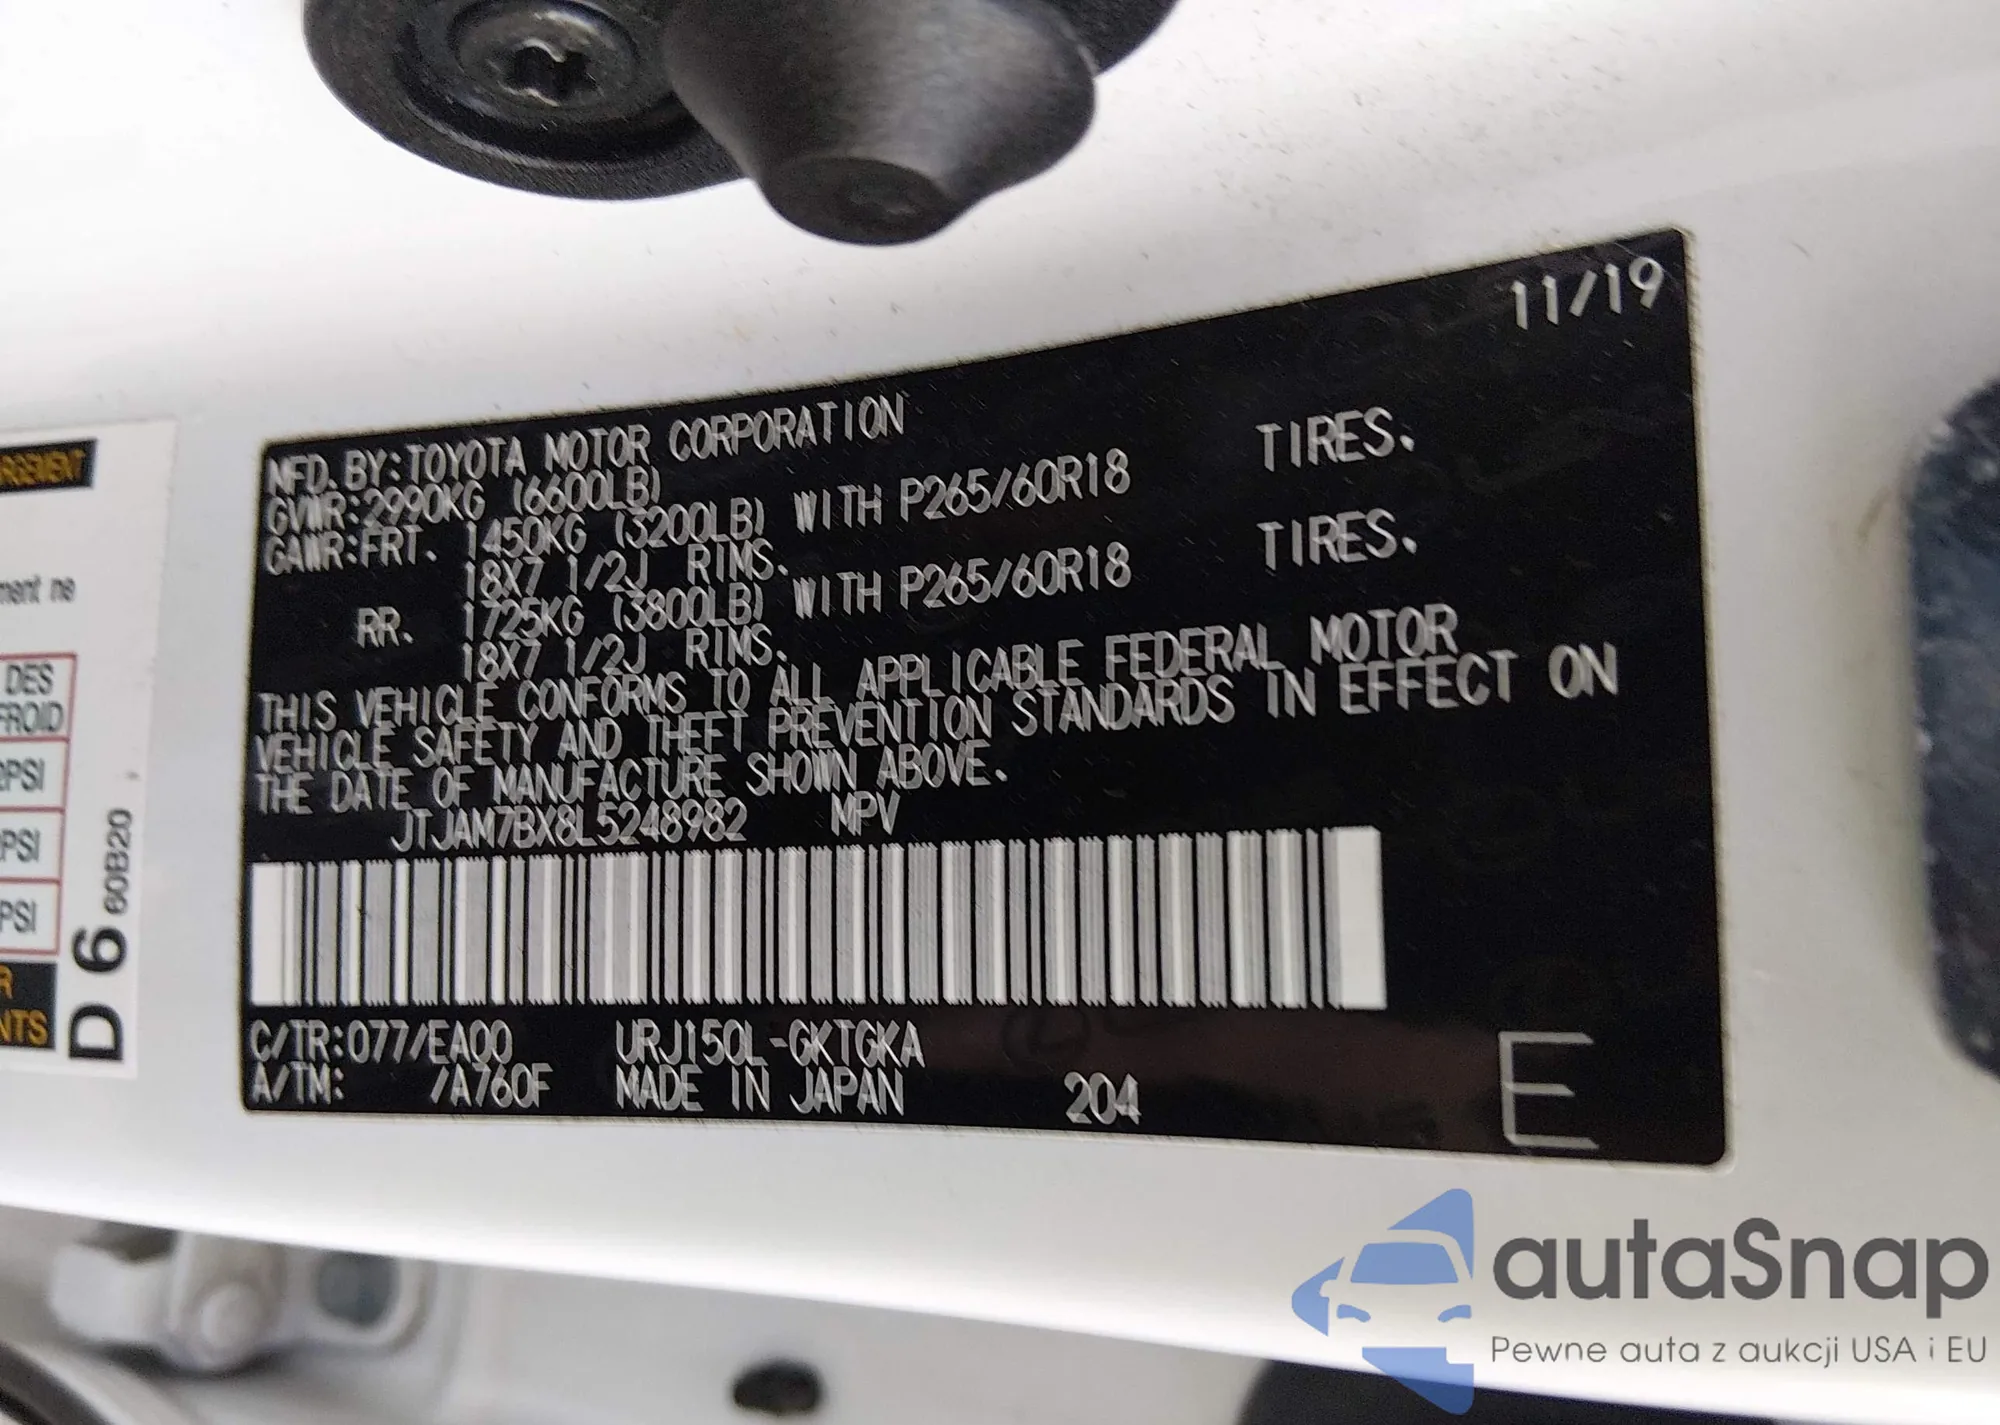 11/19
MFD. BY: TOYOTA MOTOR CORPORATION
GVWR: 2990KG (6600LB)
GAWR: FRT. 1450KG (3200LB) WITH P265/60R18 TIRES.
18X7 1/2J RIMS.
RR. 1725KG (3800LB) WITH P265/60R18 TIRES.
18X7 1/2J RIMS.
THIS VEHICLE CONFORMS TO ALL APPLICABLE FEDERAL MOTOR
VEHICLE SAFETY AND THEFT PREVENTION STANDARDS IN EFFECT ON
THE DATE OF MANUFACTURE SHOWN ABOVE.
JTJAM7BX8L5248982 MPV
C/TR: 077/EA00 URJ150L-GKTGKA
A/TM: /A760F MADE IN JAPAN 204
E
ment ne
DES
FROID
PSI
PSI
PSI
NTS
D 6 60B20
autaSnap
Pewne auta z aukcji USA i EU